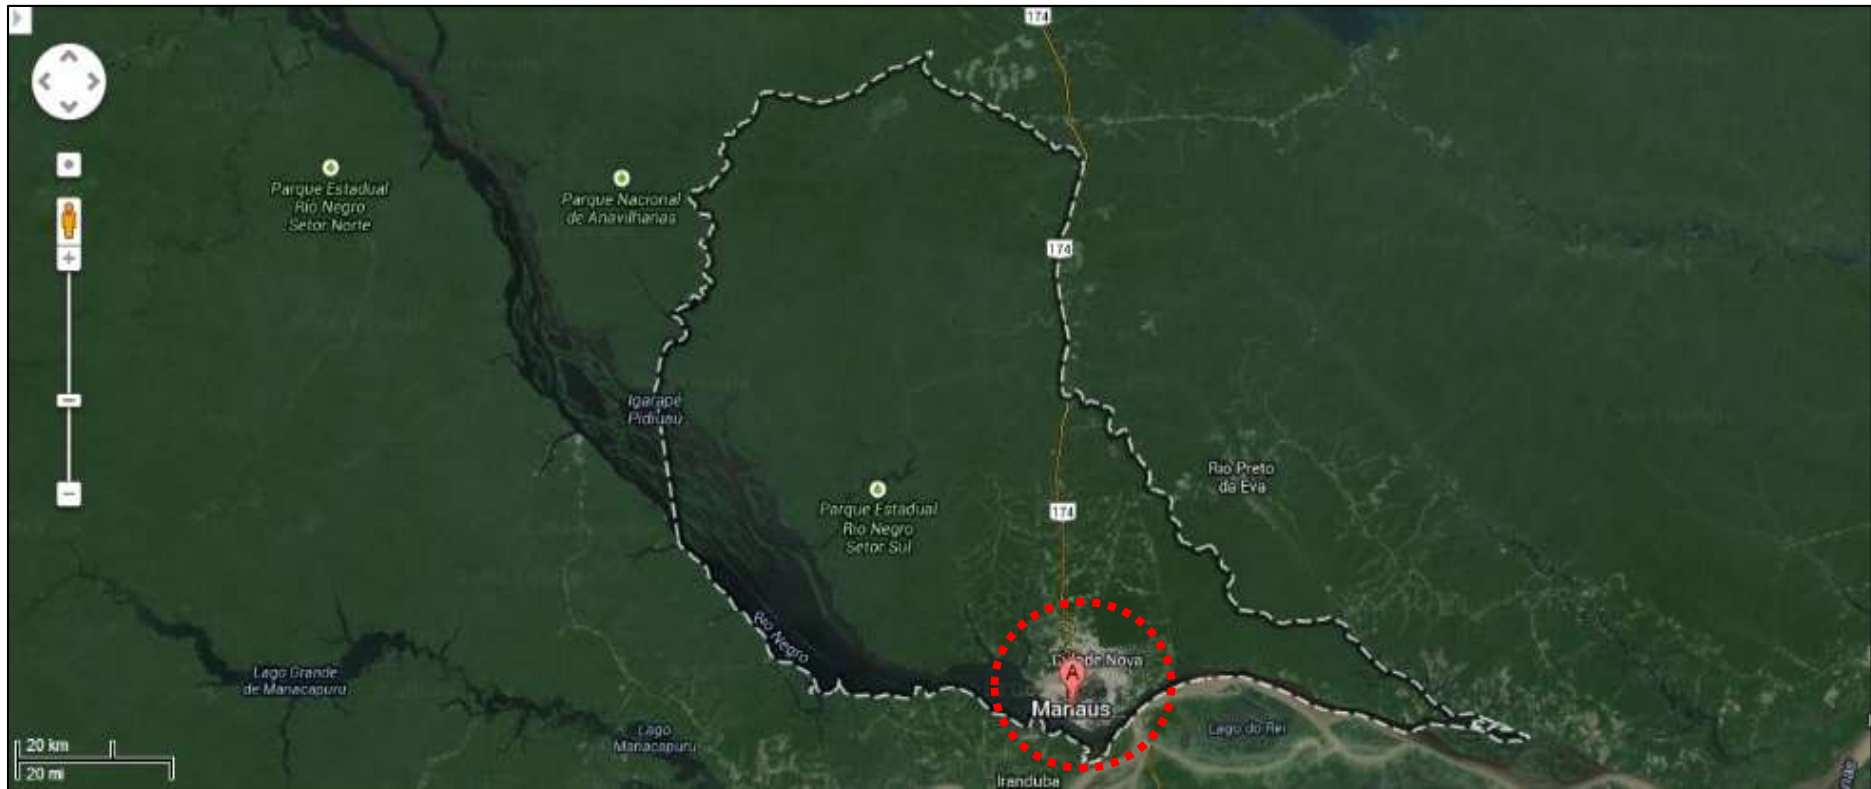 174
Parque Estadual
Rio Negro
Setor Norte
Parque Nacional
de Anavilhanas
174
Igarapé
Rio Preto
da Eva
Parque Estadual
Rio Negro
Setor Sul
174
Rio Negro
Cidade Nova
A
Manaus
Lago Grande
de Manacapuru
Lago
Manacapuru
Lago do Rei
Iranduba
20 km
20 mi